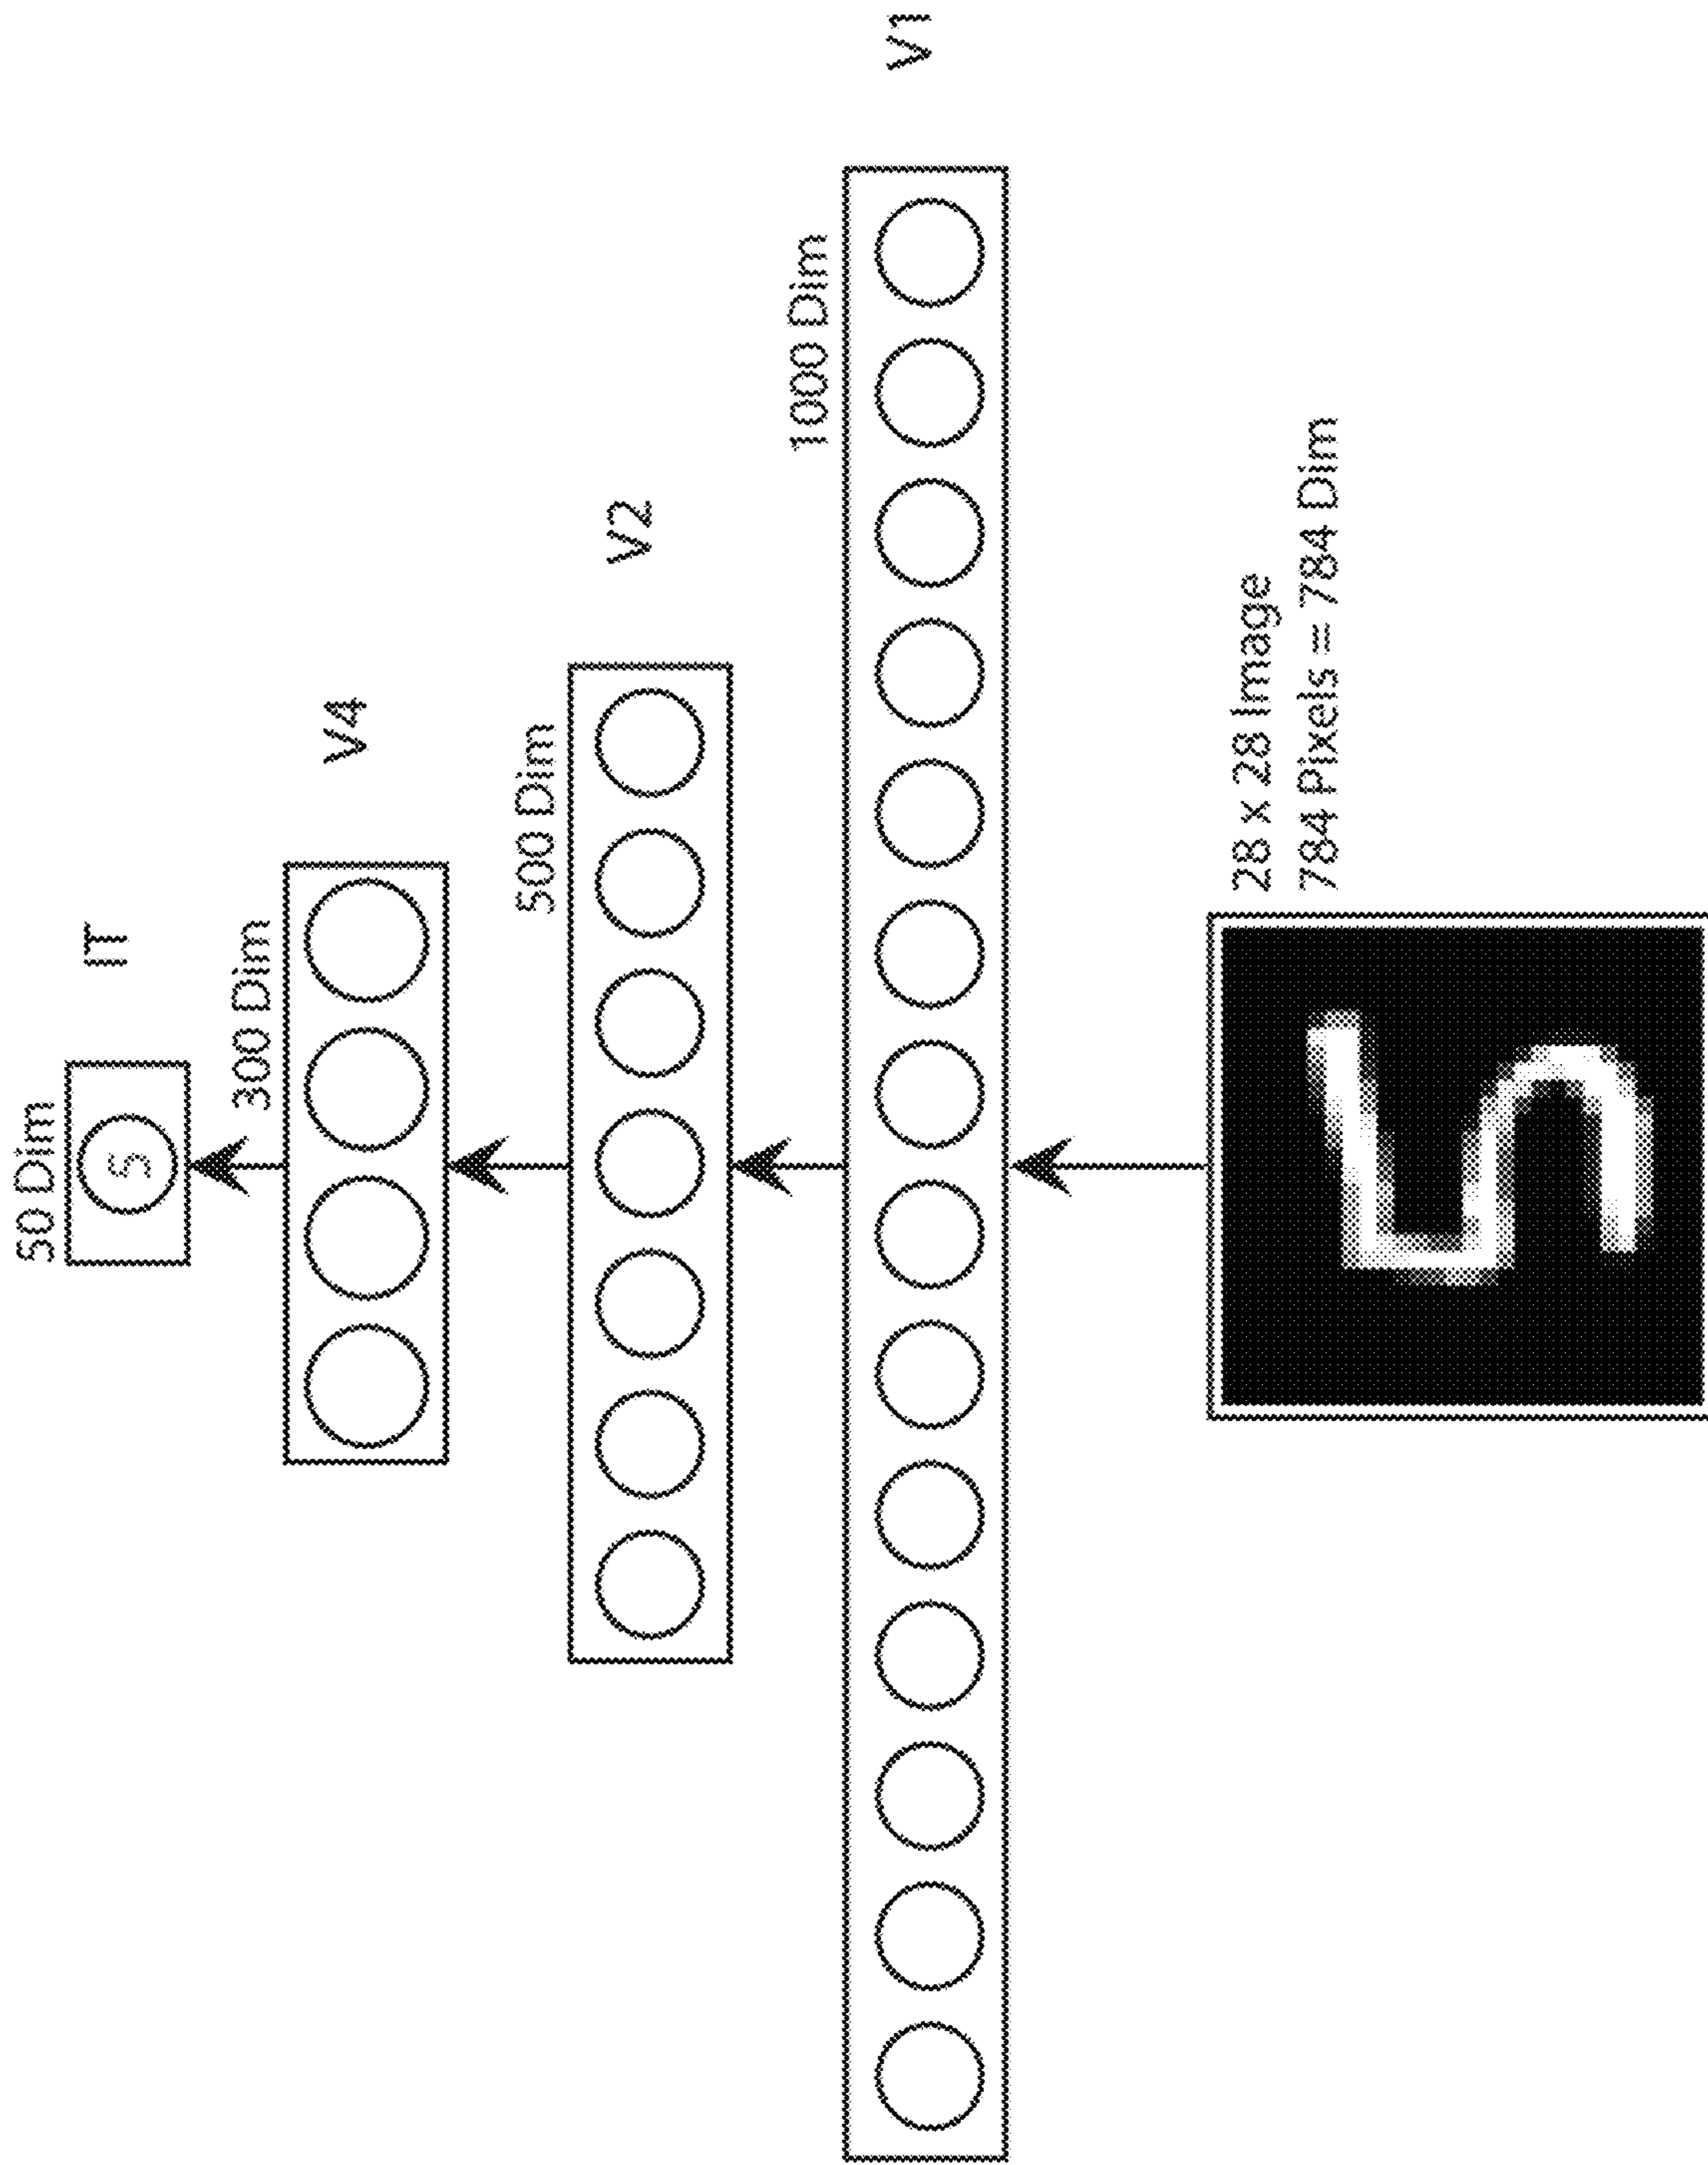 50 Dim
5
IT
300 Dim
V4
500 Dim
V2
1000 Dim
V1
28 x 28 Image
784 Pixels = 784 Dim